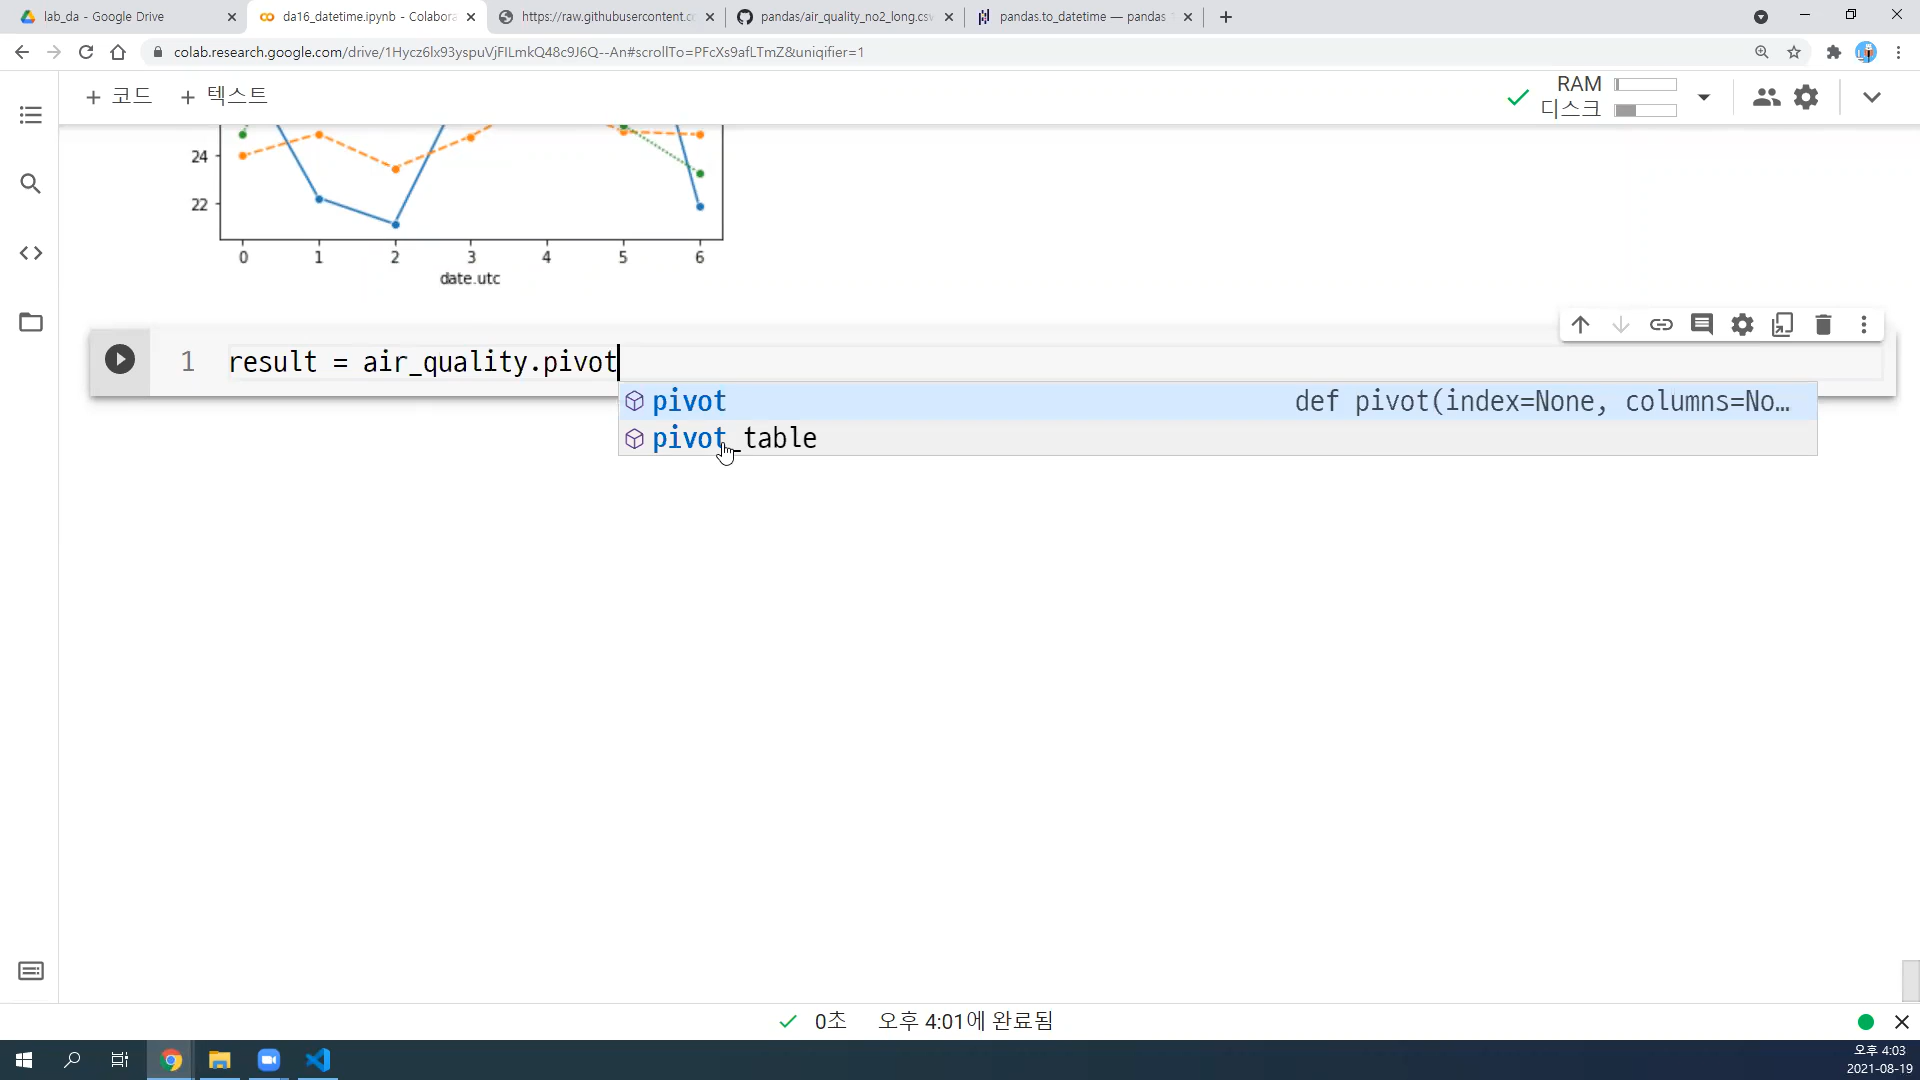 lab_da - Google Drive
da16_datetime.ipynb - Colabora
https://raw.githubusercontent.cc
pandas/air_quality_no2_long.csv
pandas.to_datetime — pandas 1
colab.research.google.com/drive/1Hycz6lx93yspuVjFILmkQ48c9J6Q--An#scrollTo=PFcXs9afLTmZ&uniqifier=1
+ 코드 + 텍스트
RAM
디스크
24
22
0 1 2 3 4 5 6
date.utc
1 result = air_quality.pivot
pivot def pivot(index=None, columns=No…
pivot_table
0초 오후 4:01에 완료됨
오후 4:03
2021-08-19